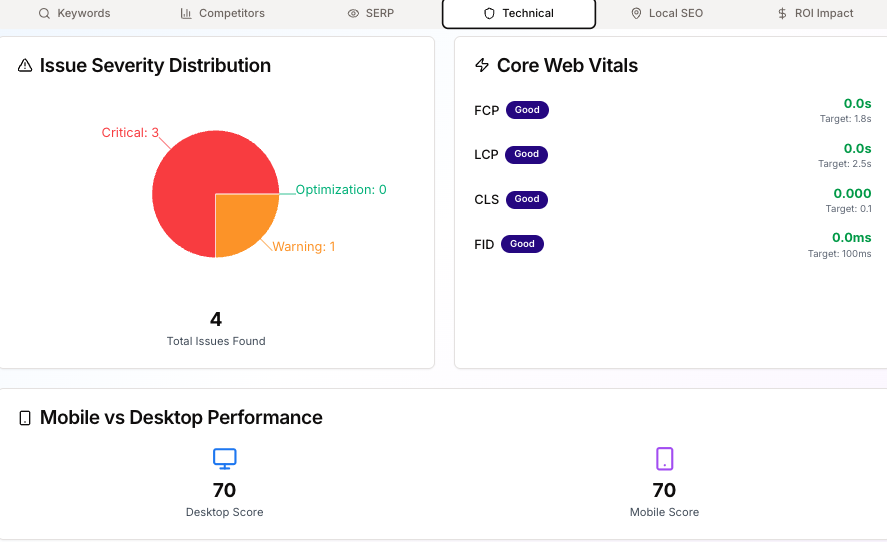 Keywords
Competitors
SERP
Technical
Local SEO
ROI Impact
Issue Severity Distribution
Critical: 3
Optimization: 0
Warning: 1
4
Total Issues Found
Core Web Vitals
FCP Good 0.0s
Target: 1.8s
LCP Good 0.0s
Target: 2.5s
CLS Good 0.000
Target: 0.1
FID Good 0.0ms
Target: 100ms
Mobile vs Desktop Performance
70
Desktop Score
70
Mobile Score